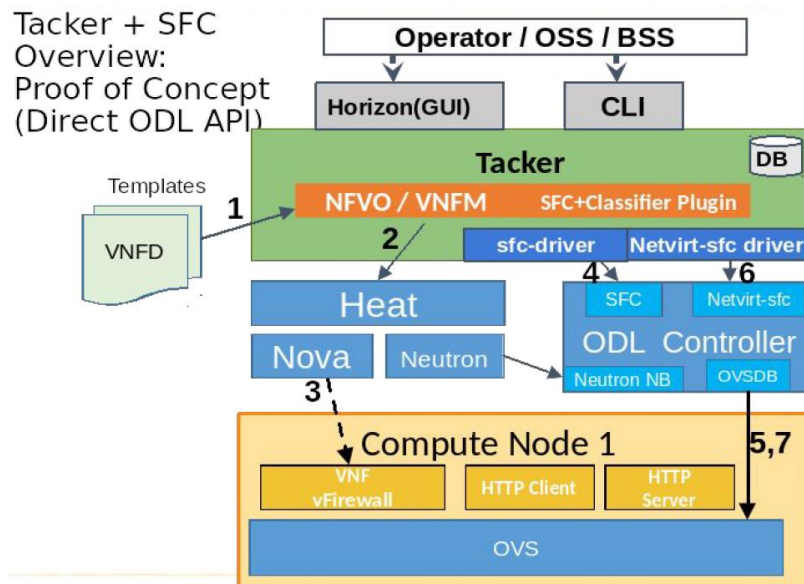 Tacker + SFC
Overview:
Proof of Concept
(Direct ODL API)
Operator / OSS / BSS
Horizon(GUI)
CLI
Tacker
DB
Templates
VNFD
1
NFVO / VNFM
SFC+Classifier Plugin
2
sfc-driver
Netvirt-sfc driver
4
6
Heat
SFC
Netvirt-sfc
ODL Controller
Nova
Neutron
Neutron NB
OVSDB
3
5,7
Compute Node 1
VNF
vFirewall
HTTP Client
HTTP
Server
OVS